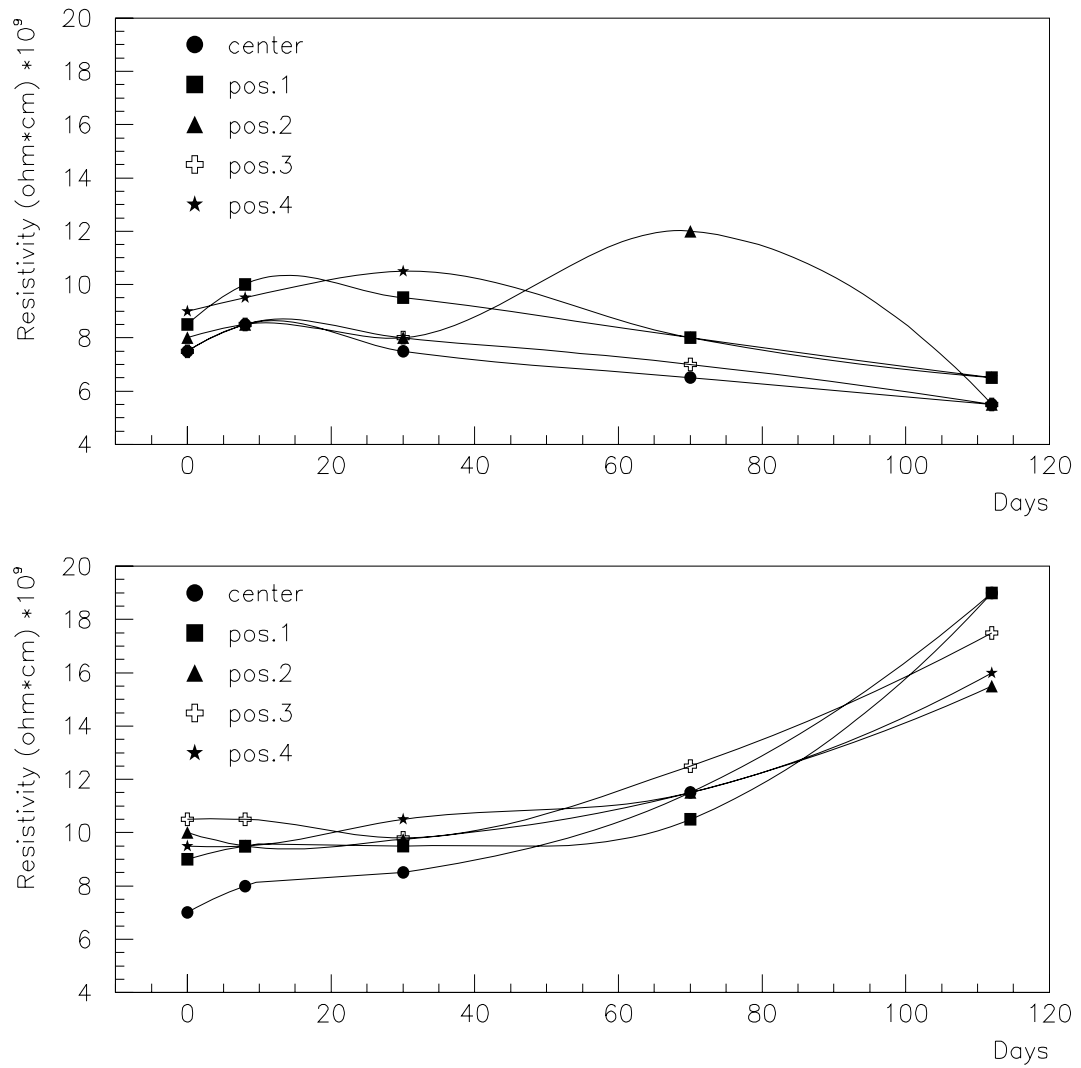 Resistivity (ohm*cm) *10⁹
20
18
16
14
12
10
8
6
4
center
pos.1
pos.2
pos.3
pos.4
0 20 40 60 80 100 120
Days
Resistivity (ohm*cm) *10⁹
20
18
16
14
12
10
8
6
4
center
pos.1
pos.2
pos.3
pos.4
0 20 40 60 80 100 120
Days